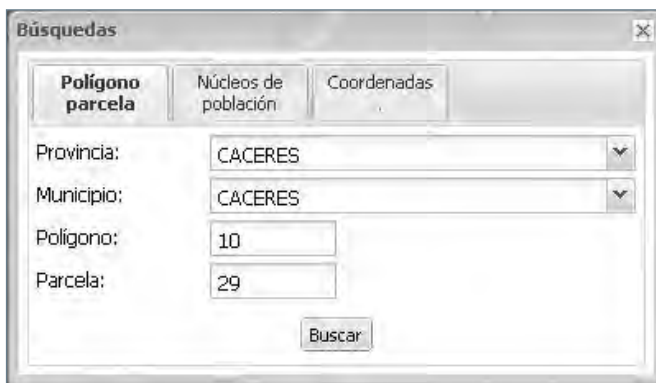 Búsquedas
Polígono
parcela
Núcleos de
población
Coordenadas
.
Provincia:
CACERES
Municipio:
CACERES
Polígono:
10
Parcela:
29
Buscar